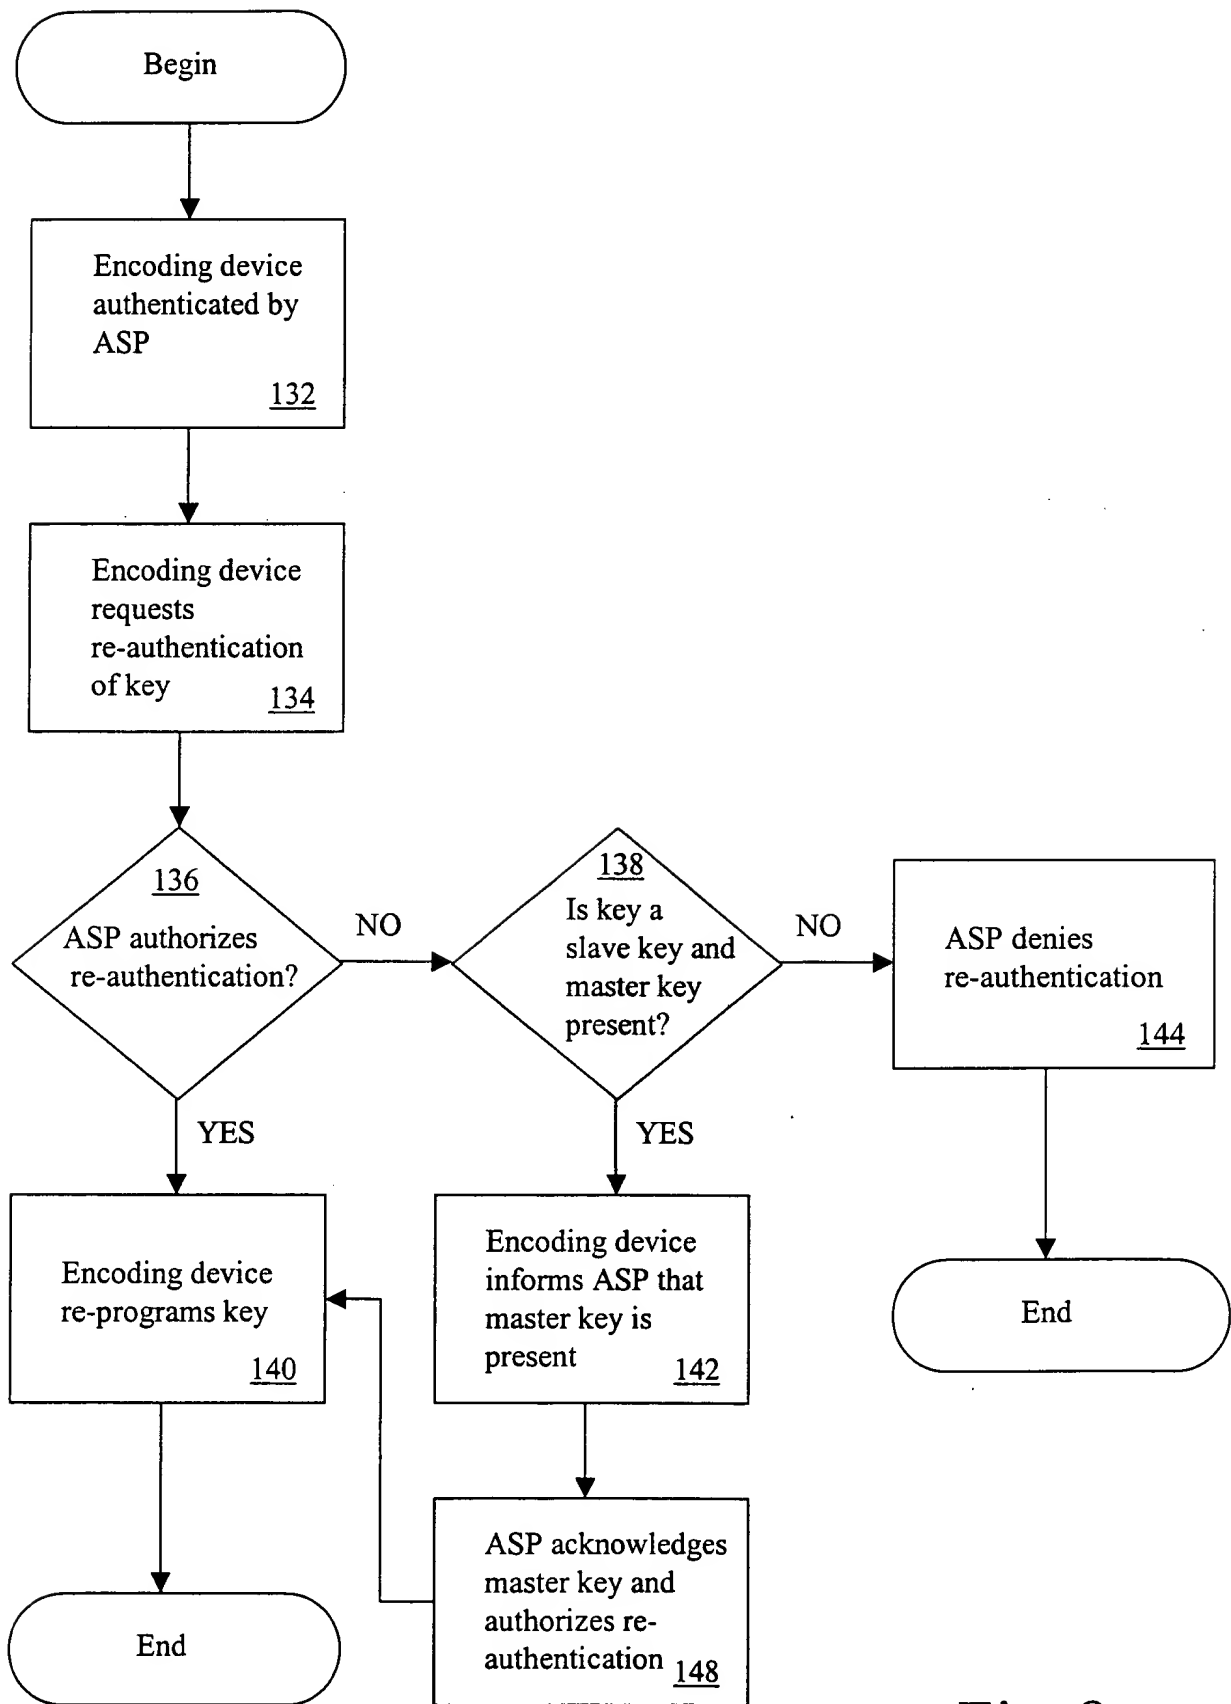 Begin
Encoding device
authenticated by
ASP
132
Encoding device
requests
re-authentication
of key
134
136
ASP authorizes
re-authentication?
NO
138
Is key a
slave key and
master key
present?
NO
ASP denies
re-authentication
144
YES
YES
Encoding device
re-programs key
140
Encoding device
informs ASP that
master key is
present
142
End
ASP acknowledges
master key and
authorizes re-
authentication
148
End